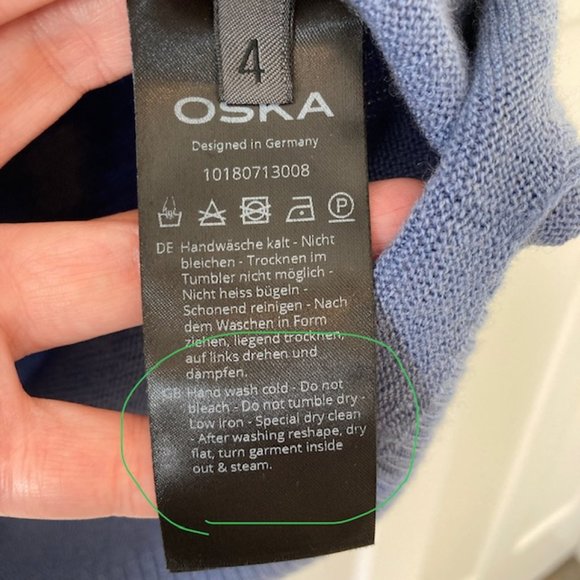 4
OSKA
Designed in Germany
10180713008
P
DE Handwäsche kalt - Nicht
bleichen - Trocknen im
Tumbler nicht möglich -
Nicht heiss bügeln -
Schonend reinigen - Nach
dem Waschen in Form
ziehen, liegend trocknen,
auf links drehen und
dämpfen.
GB Hand wash cold - Do not
bleach - Do not tumble dry -
Low iron - Special dry clean
- After washing reshape, dry
flat, turn garment inside
out & steam.